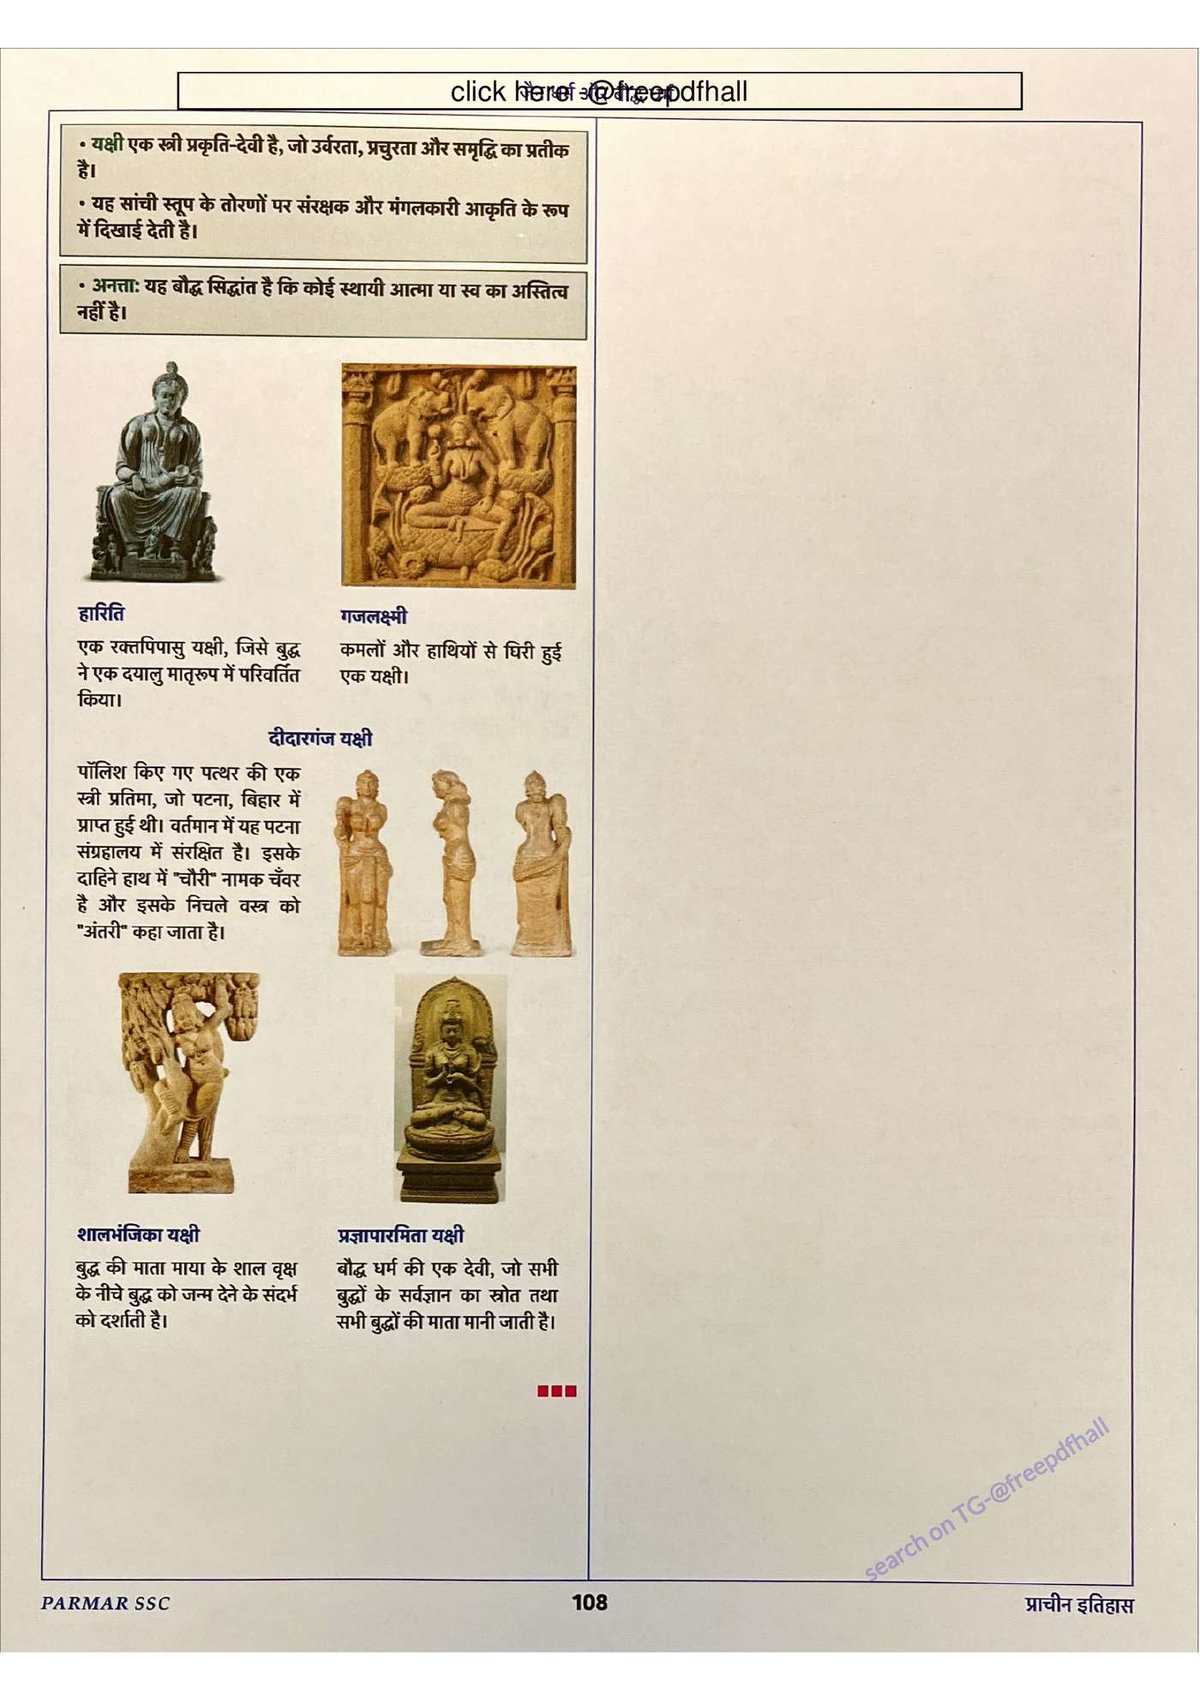 click here -@freepdfhall
• यक्षी एक स्त्री प्रकृति-देवी है, जो उर्वरता, प्रचुरता और समृद्धि का प्रतीक
है।
• यह सांची स्तूप के तोरणों पर संरक्षक और मंगलकारी आकृति के रूप
में दिखाई देती है।
• अनत्ता: यह बौद्ध सिद्धांत है कि कोई स्थायी आत्मा या स्व का अस्तित्व
नहीं है।
हारिति
एक रक्तपिपासु यक्षी, जिसे बुद्ध
ने एक दयालु मातृरूप में परिवर्तित
किया।
गजलक्ष्मी
कमलों और हाथियों से घिरी हुई
एक यक्षी।
दीदारगंज यक्षी
पॉलिश किए गए पत्थर की एक
स्त्री प्रतिमा, जो पटना, बिहार में
प्राप्त हुई थी। वर्तमान में यह पटना
संग्रहालय में संरक्षित है। इसके
दाहिने हाथ में "चौरी" नामक चँवर
है और इसके निचले वस्त्र को
"अंतरी" कहा जाता है।
शालभंजिका यक्षी
बुद्ध की माता माया के शाल वृक्ष
के नीचे बुद्ध को जन्म देने के संदर्भ
को दर्शाती है।
प्रज्ञापारमिता यक्षी
बौद्ध धर्म की एक देवी, जो सभी
बुद्धों के सर्वज्ञान का स्रोत तथा
सभी बुद्धों की माता मानी जाती है।
search on TG-@freepdfhall
PARMAR SSC
108
प्राचीन इतिहास